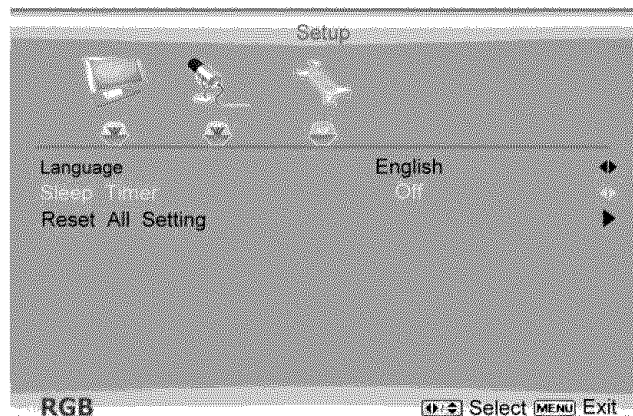 Setup
Language English
Sleep Timer Off
Reset All Setting
RGB Select MENU Exit